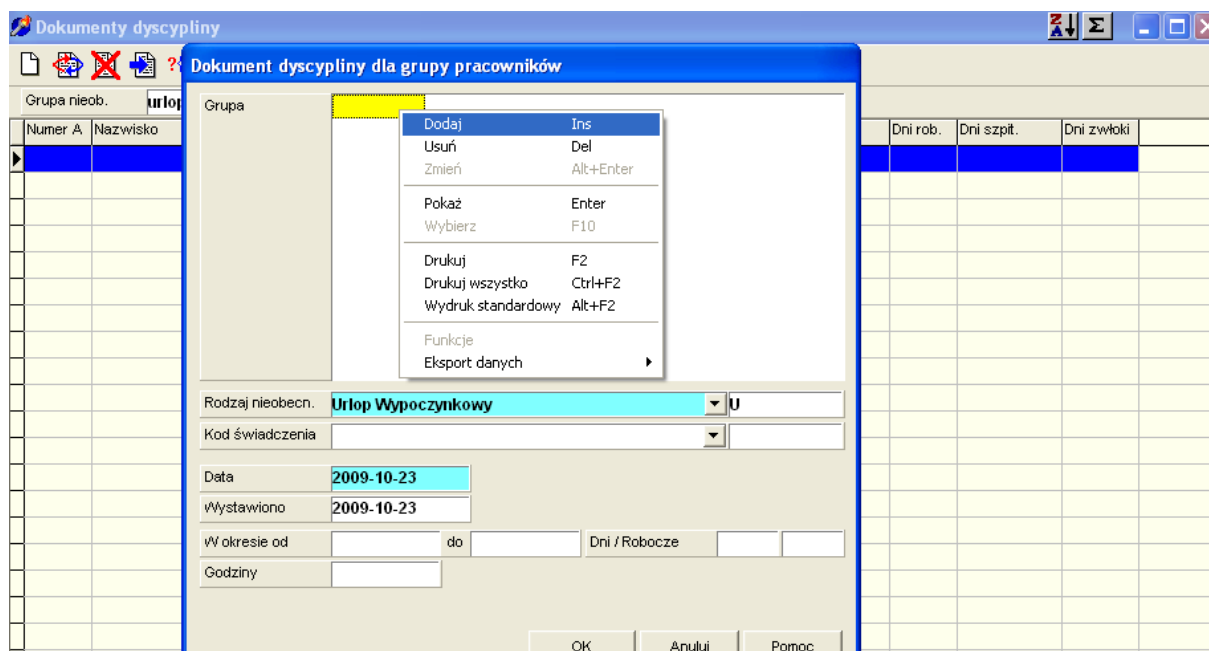 Dokumenty dyscypliny
Dokument dyscypliny dla grupy pracowników
Grupa nieob.
Numer A Nazwisko Dni rob. Dni szpit. Dni zwłoki
Grupa
Dodaj Ins
Usuń Del
Zmień Alt+Enter
Pokaż Enter
Wybierz F10
Drukuj F2
Drukuj wszystko Ctrl+F2
Wydruk standardowy Alt+F2
Funkcje
Eksport danych
Rodzaj nieobecn. Urlop Wypoczynkowy U
Kod świadczenia
Data 2009-10-23
Wystawiono 2009-10-23
W okresie od do Dni / Robocze
Godziny
OK Anuluj Pomoc